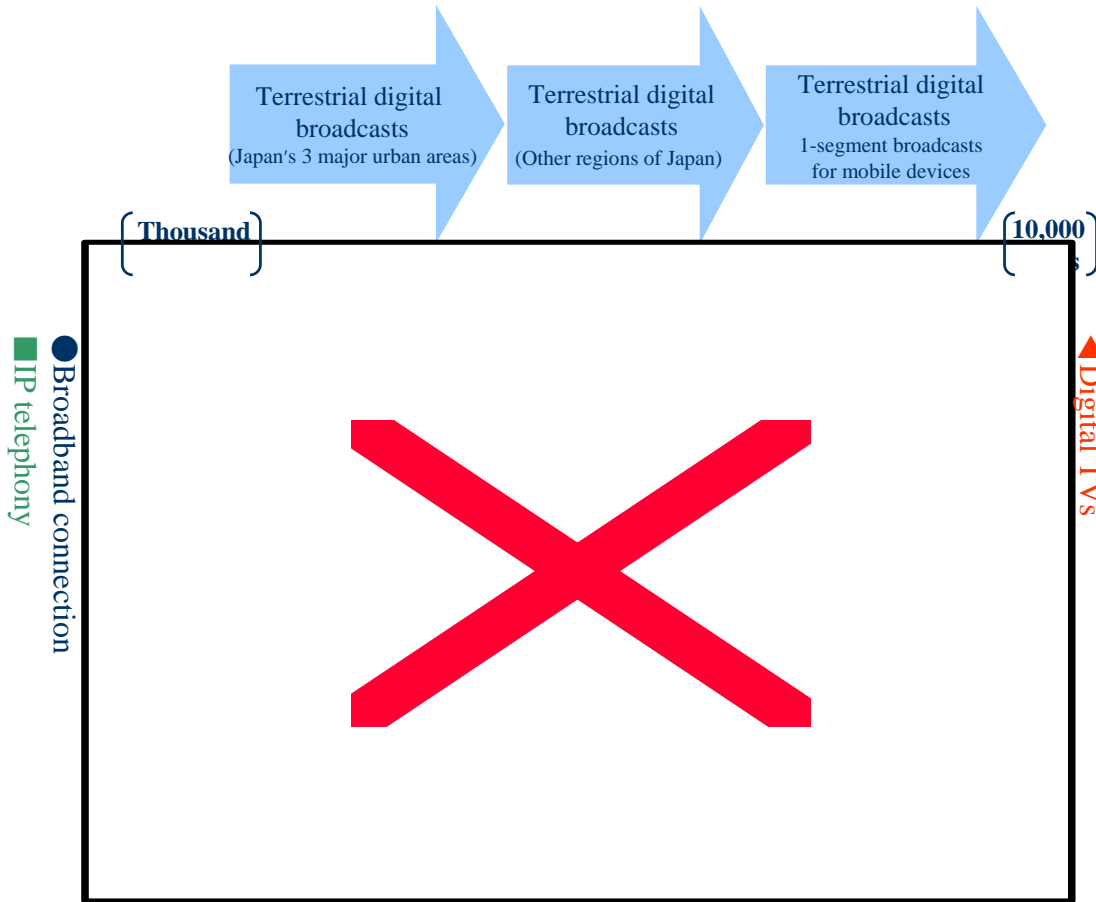 Terrestrial digital
broadcasts
(Japan's 3 major urban areas)
Terrestrial digital
broadcasts
(Other regions of Japan)
Terrestrial digital
broadcasts
1-segment broadcasts
for mobile devices
Thousand
10,000
s
IP telephony
Broadband connection
Digital TVs